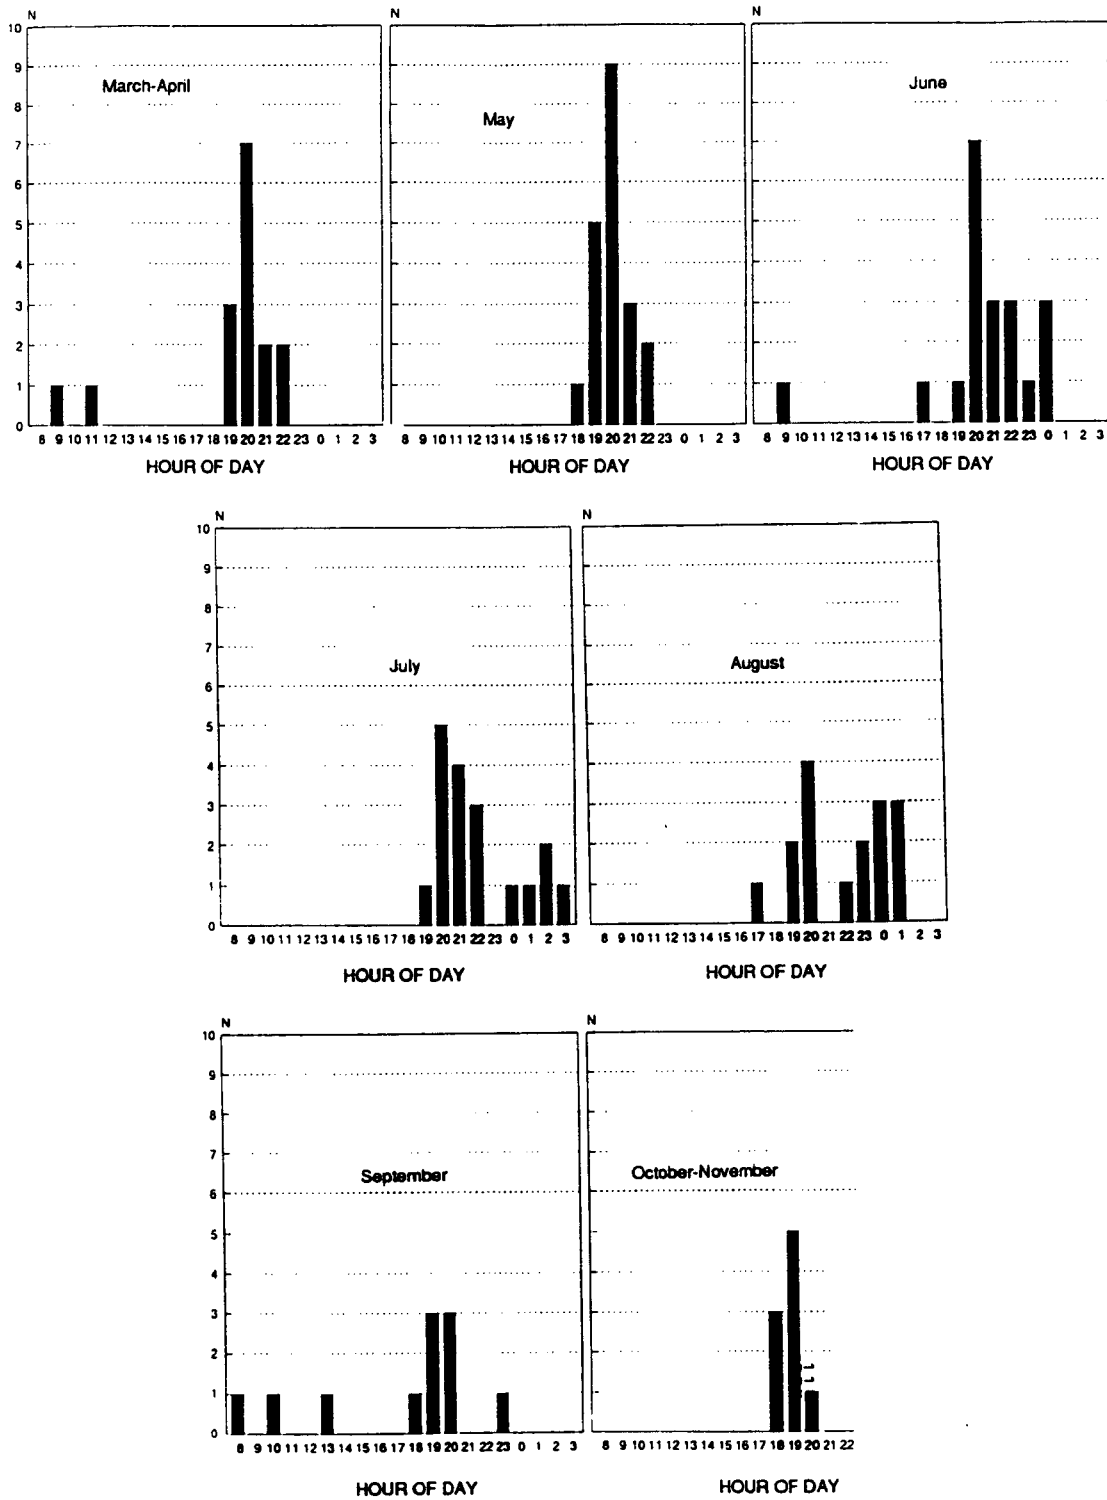 N N N
10
9
8
7
6
5
4
3
2
1
0
March-April
May
June
8 9 10 11 12 13 14 15 16 17 18 19 20 21 22 23 0 1 2 3
8 9 10 11 12 13 14 15 16 17 18 19 20 21 22 23 0 1 2 3
8 9 10 11 12 13 14 15 16 17 18 19 20 21 22 23 0 1 2 3
HOUR OF DAY
HOUR OF DAY
HOUR OF DAY
N N
10
9
8
7
6
5
4
3
2
1
0
July
August
8 9 10 11 12 13 14 15 16 17 18 19 20 21 22 23 0 1 2 3
8 9 10 11 12 13 14 15 16 17 18 19 20 21 22 23 0 1 2 3
HOUR OF DAY
HOUR OF DAY
N N
10
9
8
7
6
5
4
3
2
1
0
September
October-November
8 9 10 11 12 13 14 15 16 17 18 19 20 21 22 23 0 1 2 3
8 9 10 11 12 13 14 15 16 17 18 19 20 21 22
HOUR OF DAY
HOUR OF DAY